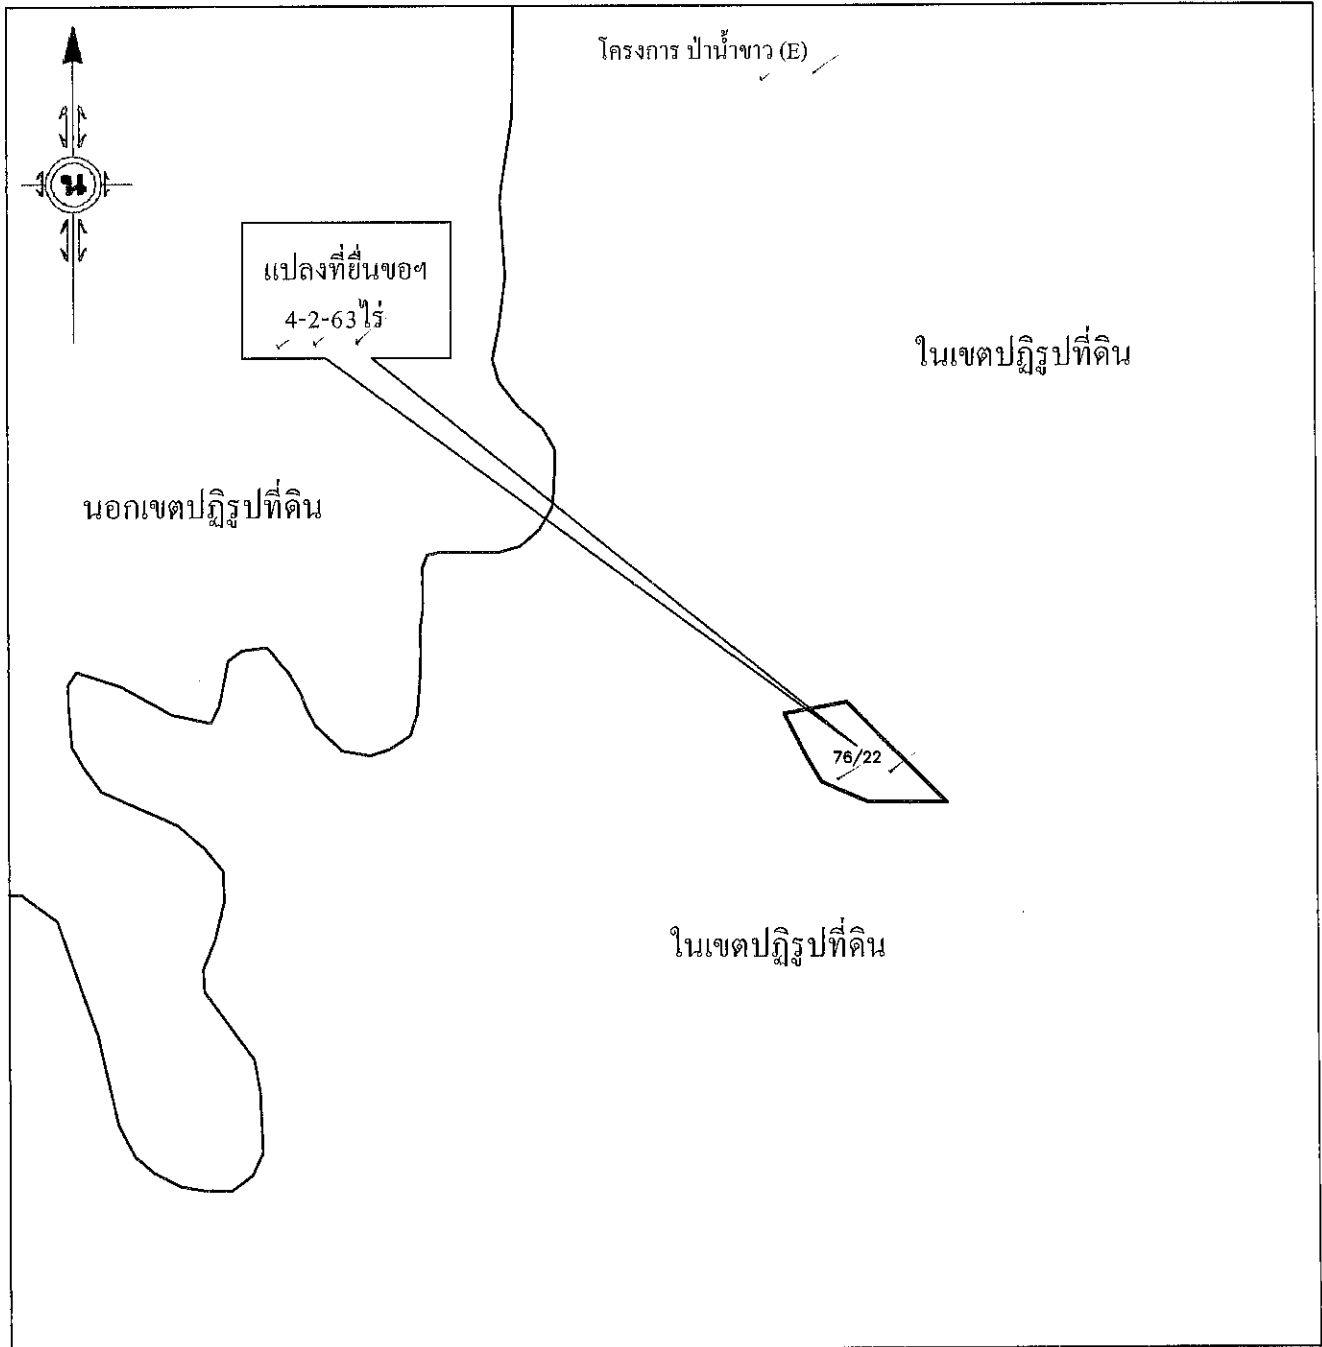 โครงการ ป่าน้ำขาว (E)
น
แปลงที่ยื่นขอฯ
4-2-63ไร่
ในเขตปฏิรูปที่ดิน
นอกเขตปฏิรูปที่ดิน
76/22
ในเขตปฏิรูปที่ดิน